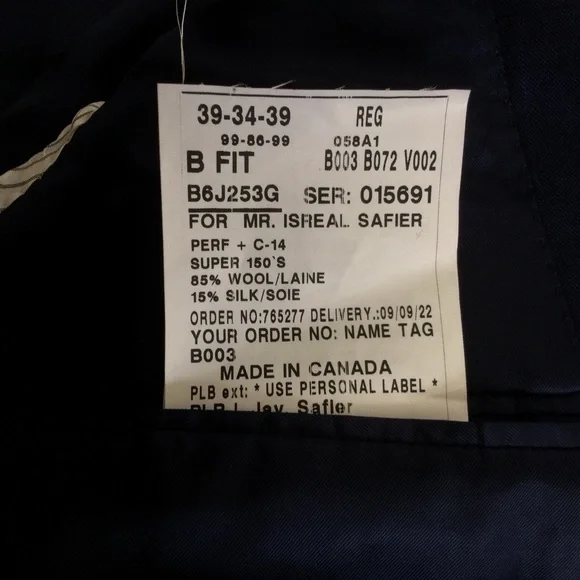 39-34-39 REG
99-86-99 058A1
B FIT B003 B072 V002
B6J253G SER: 015691
FOR MR. ISREAL SAFIER
PERF + C-14
SUPER 150`S
85% WOOL/LAINE
15% SILK/SOIE
ORDER NO:765277 DELIVERY.:09/09/22
YOUR ORDER NO: NAME TAG
B003
MADE IN CANADA
PLB ext: * USE PERSONAL LABEL *
Jay. Safier